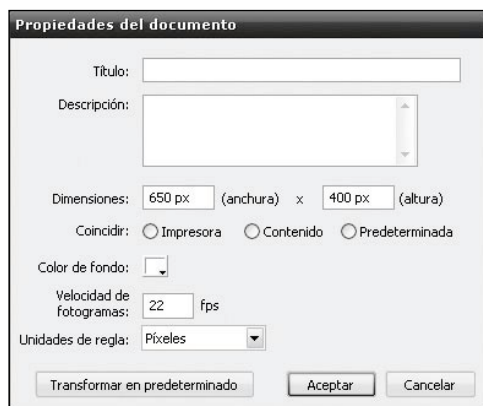 Propiedades del documento
Título:
Descripción:
Dimensiones: 650 px (anchura) x 400 px (altura)
Coincidir: Impresora Contenido Predeterminada
Color de fondo:
Velocidad de
fotogramas: 22 fps
Unidades de regla: Píxeles
Transformar en predeterminado Aceptar Cancelar